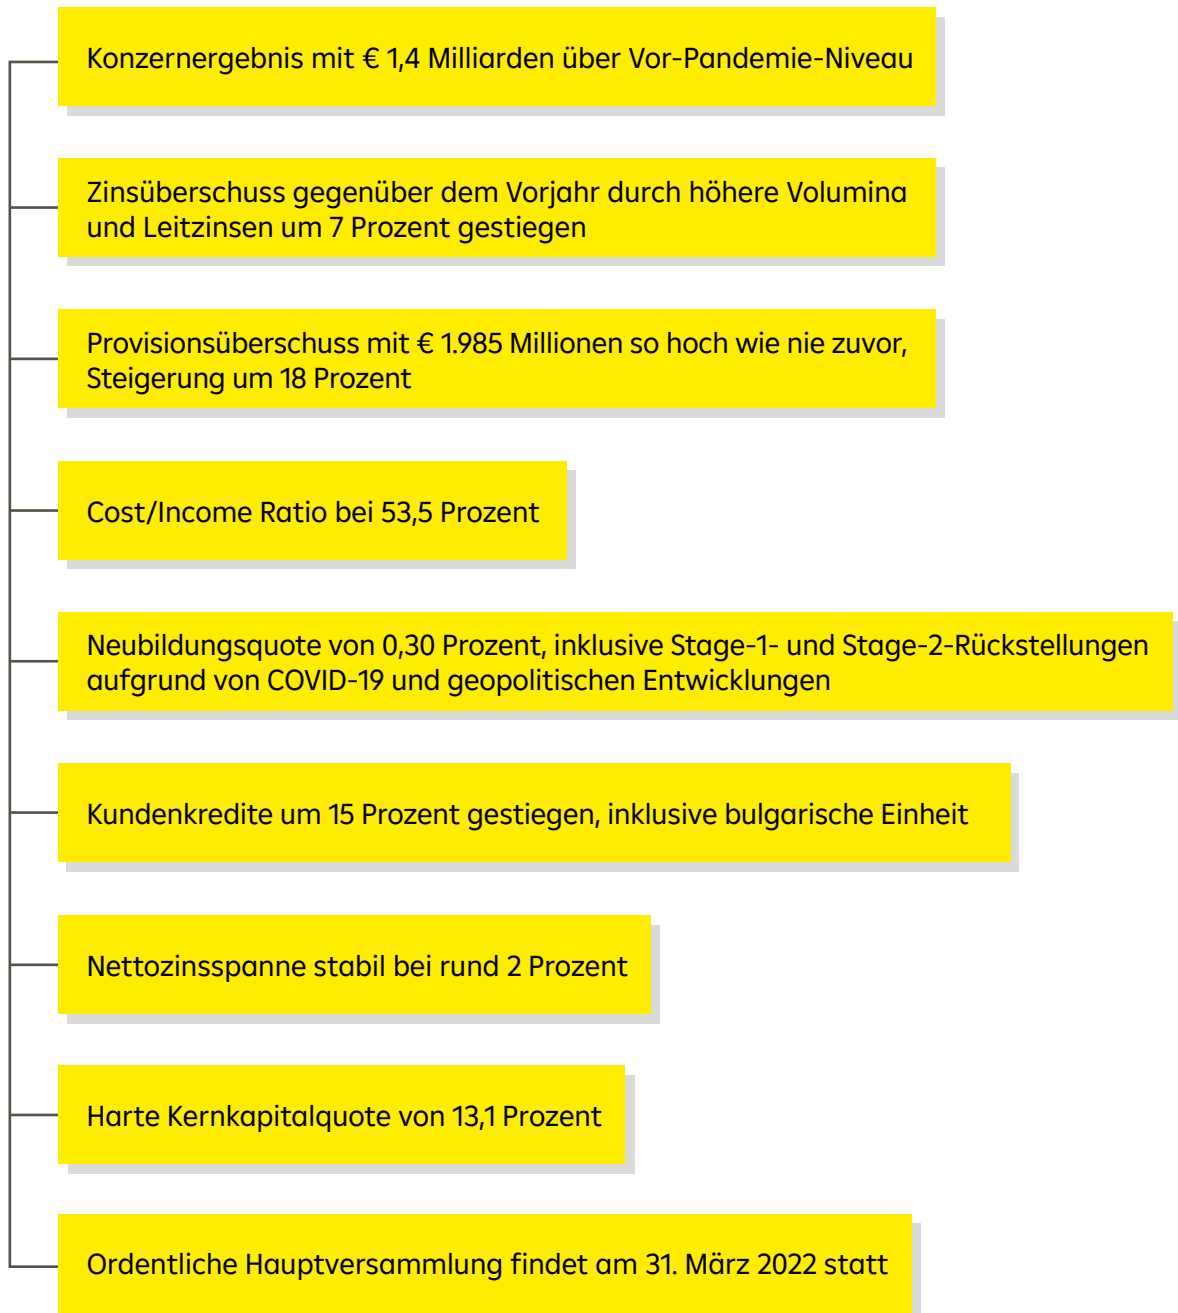 Konzernergebnis mit € 1,4 Milliarden über Vor-Pandemie-Niveau
Zinsüberschuss gegenüber dem Vorjahr durch höhere Volumina
und Leitzinsen um 7 Prozent gestiegen
Provisionsüberschuss mit € 1.985 Millionen so hoch wie nie zuvor,
Steigerung um 18 Prozent
Cost/Income Ratio bei 53,5 Prozent
Neubildungsquote von 0,30 Prozent, inklusive Stage-1- und Stage-2-Rückstellungen
aufgrund von COVID-19 und geopolitischen Entwicklungen
Kundenkredite um 15 Prozent gestiegen, inklusive bulgarische Einheit
Nettozinsspanne stabil bei rund 2 Prozent
Harte Kernkapitalquote von 13,1 Prozent
Ordentliche Hauptversammlung findet am 31. März 2022 statt